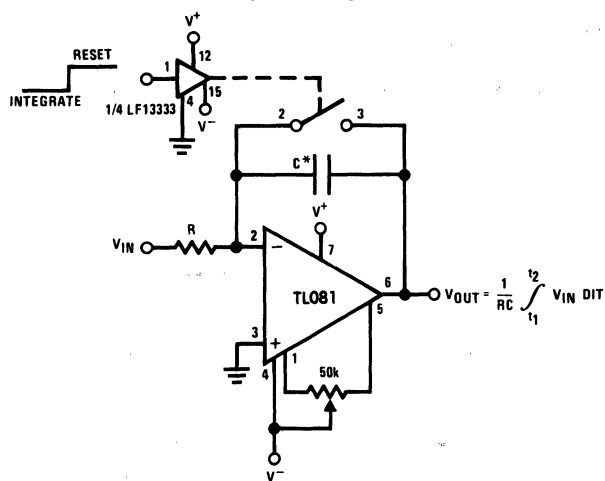 V+
RESET
12
1
15
INTEGRATE
4
1/4 LF13333
V−
2
3
C*
V+
R
7
VIN
2
−
6
TL081
VOUT = 1/RC ∫ t1 t2 VIN DIT
5
3
+
1
50k
4
V−